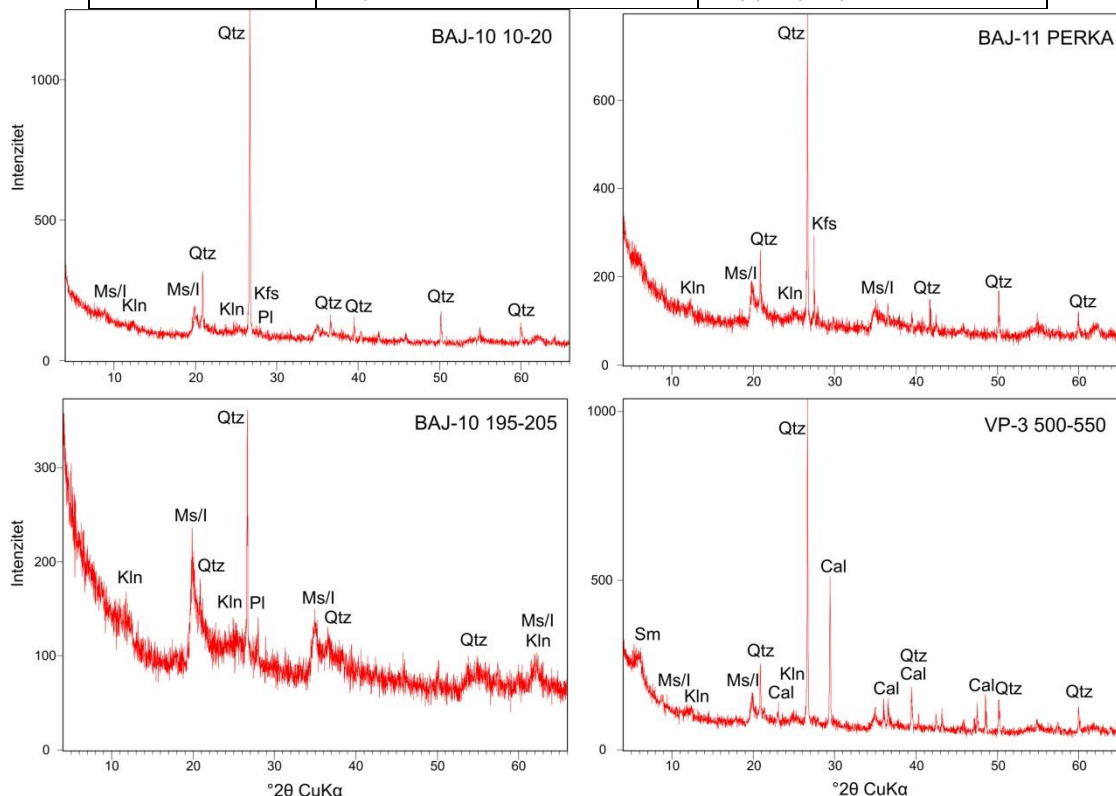 BAJ-10 10-20
Intenzitet
1000
500
0
10 20 30 40 50 60
Ms/I
Kln
Ms/I
Qtz
Kln
Qtz
Kfs
Pl
Qtz
Qtz
Qtz
Qtz
BAJ-11 PERKA
600
400
200
0
10 20 30 40 50 60
Kln
Ms/I
Qtz
Kln
Qtz
Kfs
Ms/I
Qtz
Qtz
Qtz
BAJ-10 195-205
Intenzitet
300
200
100
0
10 20 30 40 50 60
°2θ CuKα
Kln
Ms/I
Qtz
Kln
Qtz
Pl
Ms/I
Qtz
Qtz
Ms/I
Kln
VP-3 500-550
1000
500
0
10 20 30 40 50 60
°2θ CuKα
Sm
Ms/I
Kln
Ms/I
Qtz
Cal
Kln
Qtz
Cal
Cal
Qtz
Cal
Cal
Qtz
Qtz